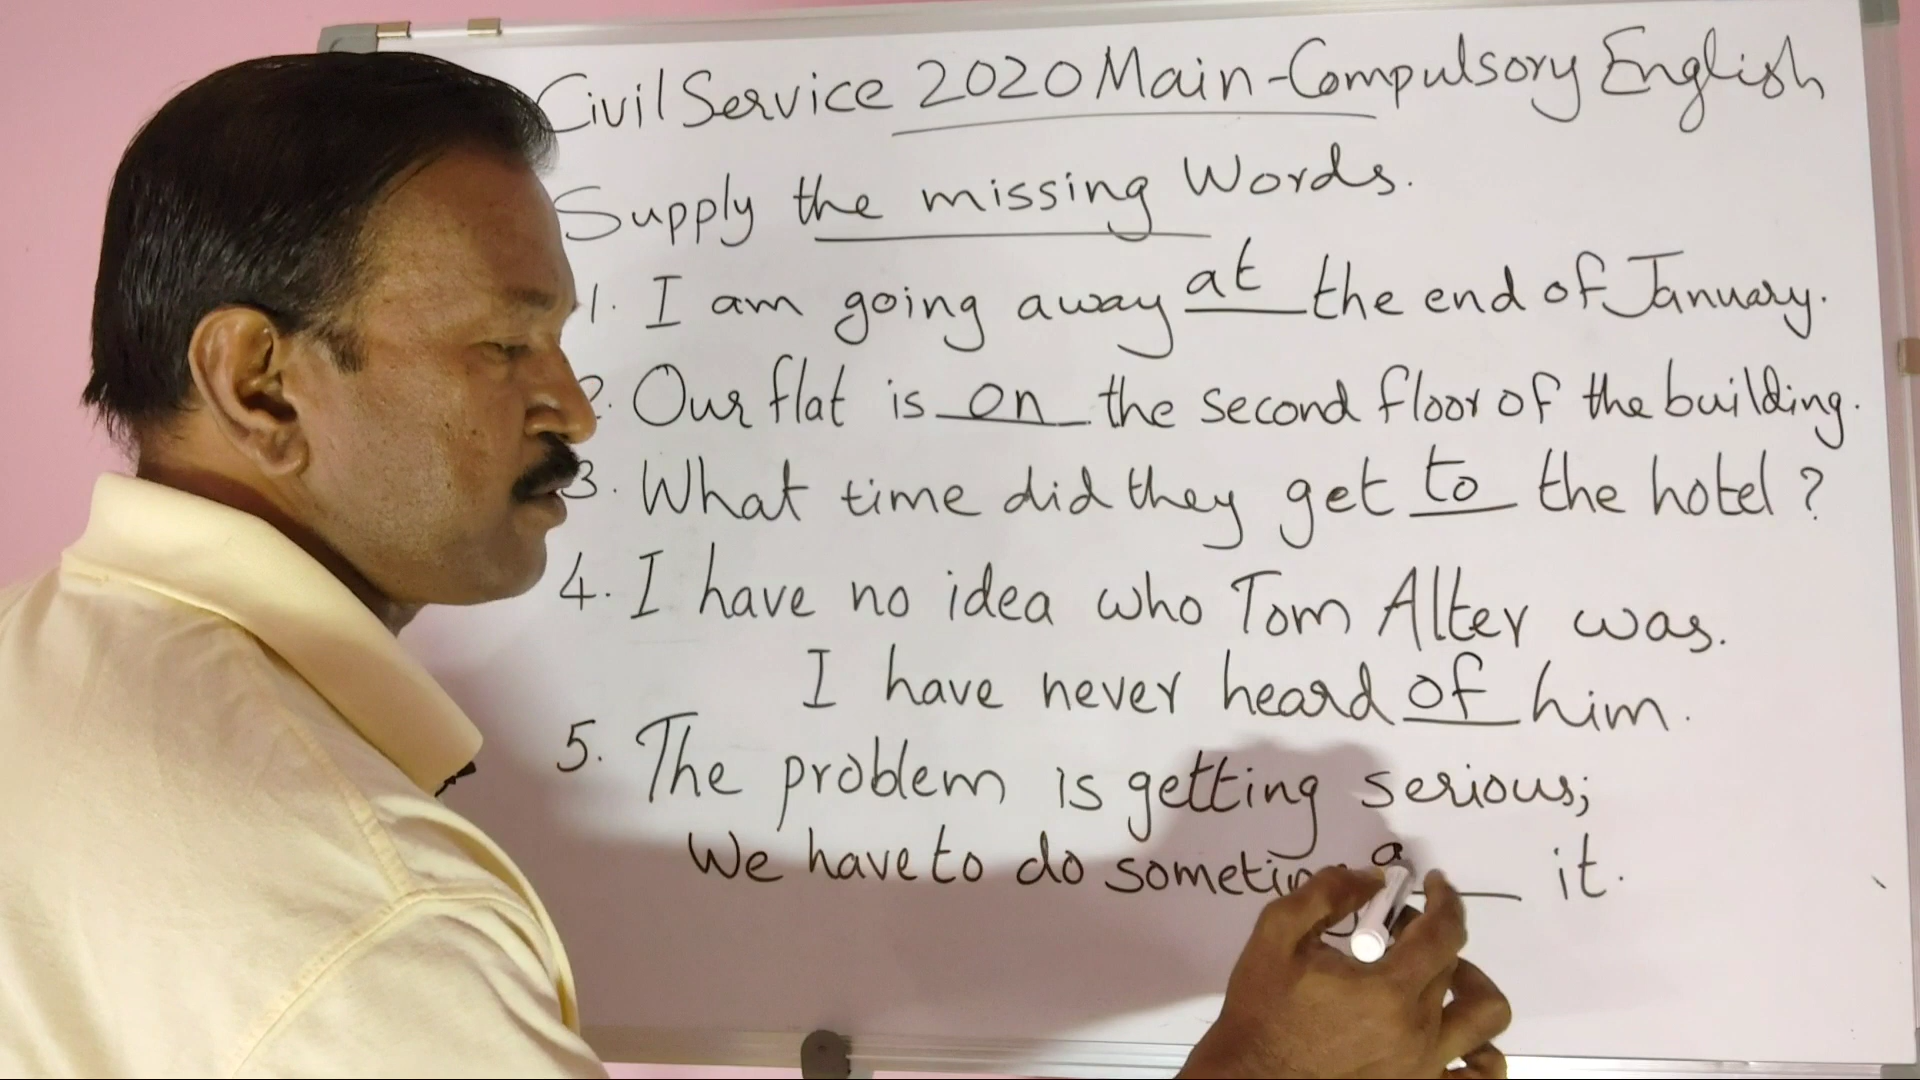 Civil Service 2020 Main-Compulsory English
Supply the missing Words.
1. I am going away at the end of January.
2. Our flat is on the second floor of the building.
3. What time did they get to the hotel?
4. I have no idea who Tom Alter was.
I have never heard of him.
5. The problem is getting serious;
We have to do someting a it.